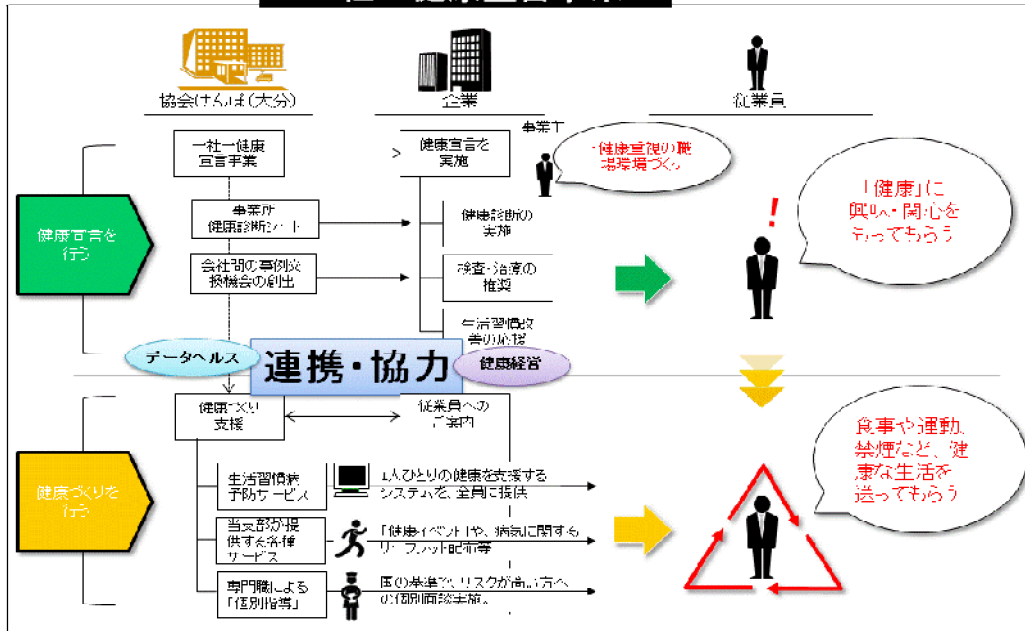 協会けんぽ(大分)
企業
従業員
一社一健康
宣言事業
健康宣言を
実施
事業主
健康重視の職
場環境づくり
「健康」に
興味・関心を
もってもらう
健康宣言を
行う
事業所
健康診断シート
健康診断の
実施
会社間の事例交
換機会の創出
検査・治療の
推奨
生活習慣改
善の応援
データヘルス
連携・協力
健康経営
健康づくり
支援
従業員への
ご案内
健康づくりを
行う
生活習慣病
予防サービス
1人ひとりの健康を支援する
システムを、全員に提供
当支部が提
供する各種
サービス
「健康イベント」や、病気に関する
リーフレット配布等
専門職による
「個別指導」
国の基準で、リスクが高い方へ
の個別面談実施。
食事や運動、
禁煙など、健
康な生活を
送ってもらう